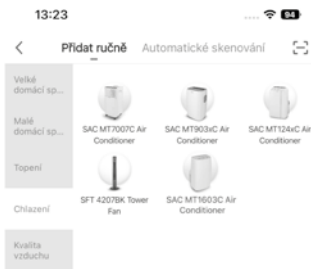 13:23
94
Přidat ručně
Automatické skenování
Velké
domácí sp...
Malé
domácí sp...
Topení
Chlazení
Kvalita
vzduchu
SAC MT7007C Air
Conditioner
SAC MT903xC Air
Conditioner
SAC MT124xC Air
Conditioner
SFT 4207BK Tower
Fan
SAC MT1603C Air
Conditioner